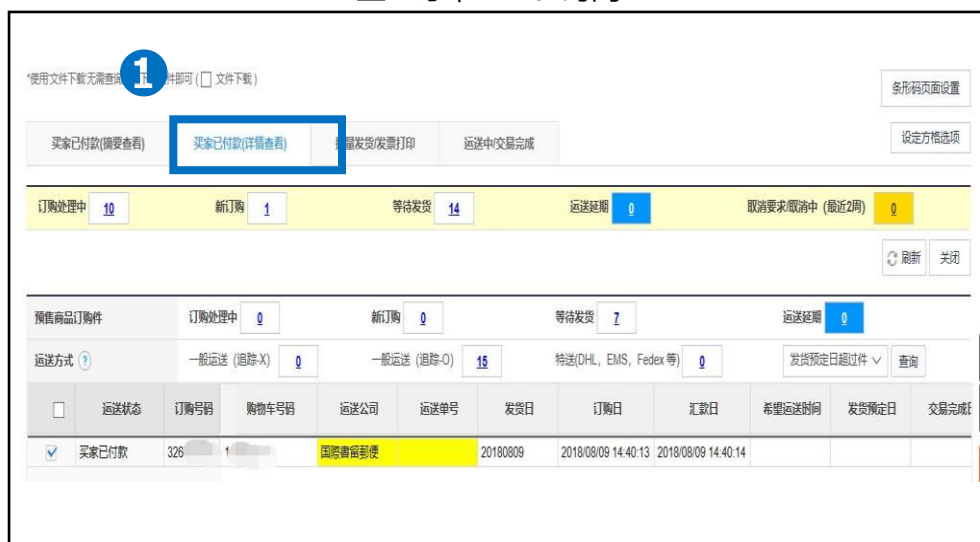 *使用文件下载无需查询 件即可 ( 文件下载 )
1
条形码页面设置
买家已付款(摘要查看) 买家已付款(详情查看) 量发货/发票打印 运送中/交易完成 设定方格选项
订购处理中 10 新订购 1 等待发货 14 运送延期 0 取消要求/取消中 (最近2周) 0
刷新 关闭
预售商品订购件 订购处理中 0 新订购 0 等待发货 7 运送延期 0
运送方式 ? 一般运送 (追踪-X) 0 一般运送 (追踪-O) 15 特送(DHL, EMS, Fedex 等) 0 发货预定日超过件 查询
运送状态 订购号码 购物车号码 运送公司 运送单号 发货日 订购日 汇款日 希望运送时间 发货预定日 交易完成
买家已付款 326 1 国際書留郵便 20180809 2018/08/09 14:40:13 2018/08/09 14:40:14